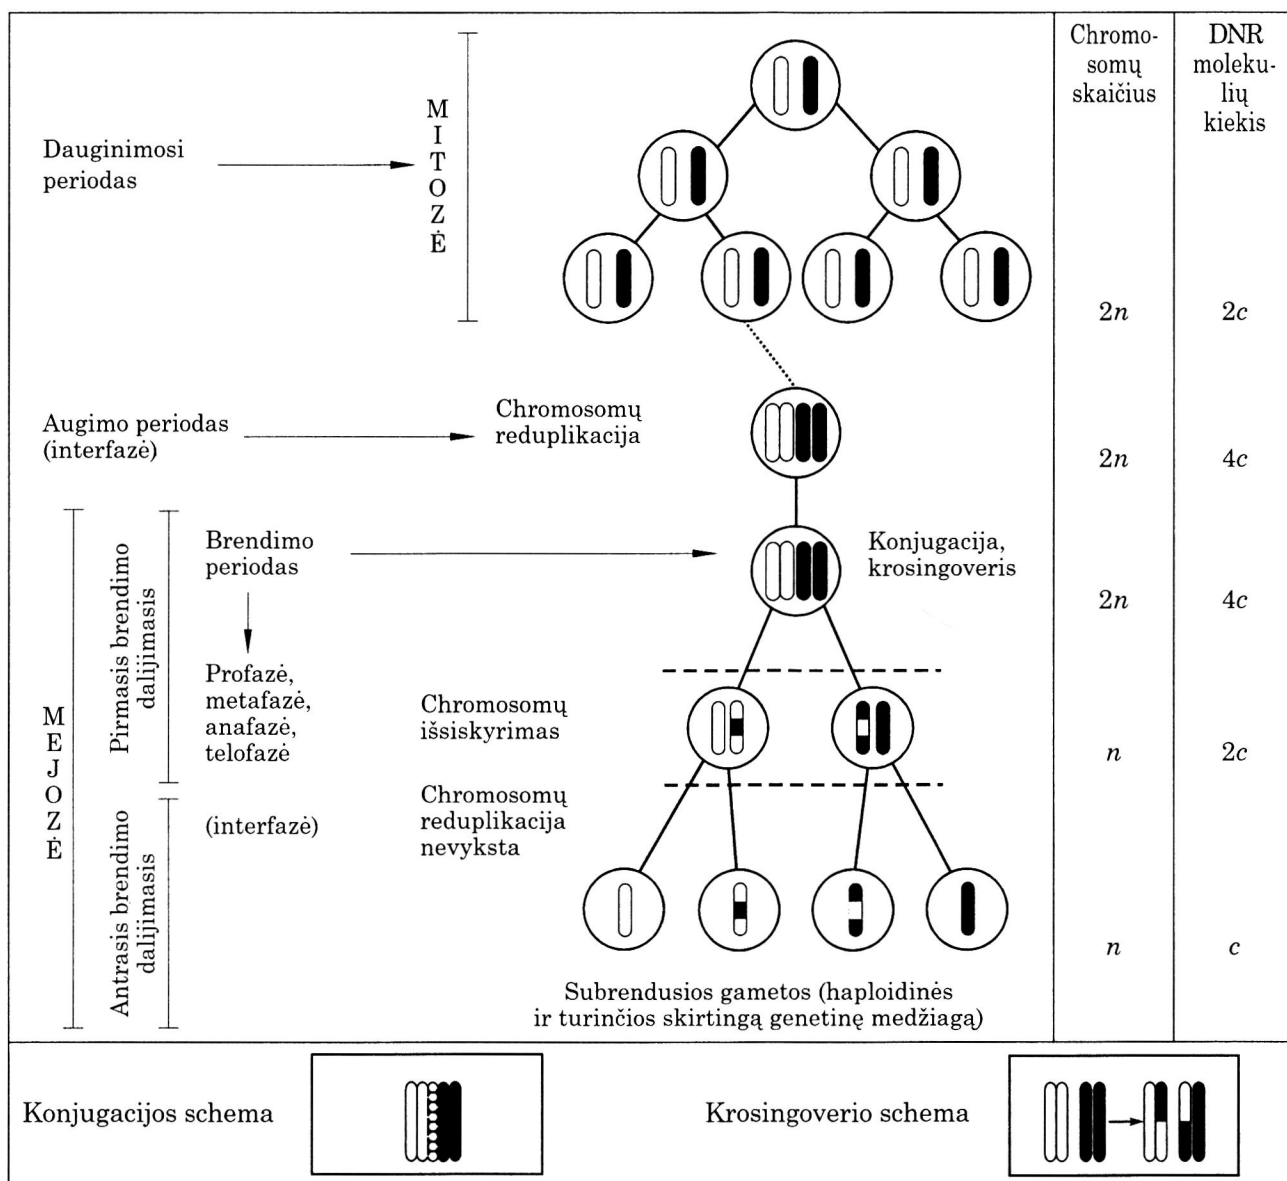 Chromo-
somų
skaičius
DNR
moleku-
lių
kiekis
Dauginimosi
periodas
MITOZĖ
2n
2c
Augimo periodas
(interfazė)
Chromosomų
reduplikacija
2n
4c
MEJOZĖ
Pirmasis brendimo
dalijimasis
Brendimo
periodas
Konjugacija,
krosingoveris
2n
4c
Profazė,
metafazė,
anafazė,
telofazė
Chromosomų
išsiskyrimas
n
2c
Antrasis brendimo
dalijimasis
(interfazė)
Chromosomų
reduplikacija
nevyksta
n
c
Subrendusios gametos (haploidinės
ir turinčios skirtingą genetinę medžiagą)
Konjugacijos schema
Krosingoverio schema